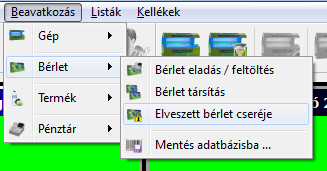 Beavatkozás Listák Kellékek
Gép
Bérlet
Termék
Pénztár
Bérlet eladás / feltöltés
Bérlet társítás
Elveszett bérlet cseréje
Mentés adatbázisba ...